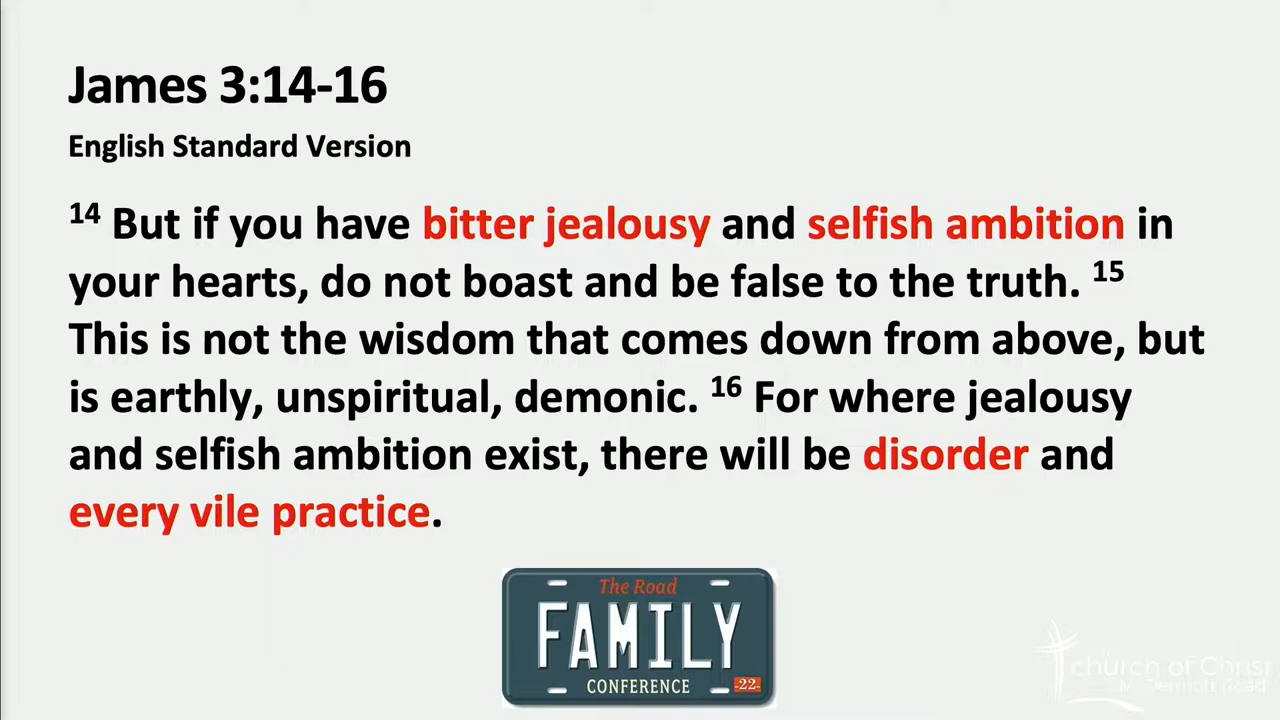 James 3:14-16
English Standard Version
14 But if you have bitter jealousy and selfish ambition in
your hearts, do not boast and be false to the truth. 15
This is not the wisdom that comes down from above, but
is earthly, unspiritual, demonic. 16 For where jealousy
and selfish ambition exist, there will be disorder and
every vile practice.
The Road
FAMILY
CONFERENCE -22-
church of Christ
McDermott Road